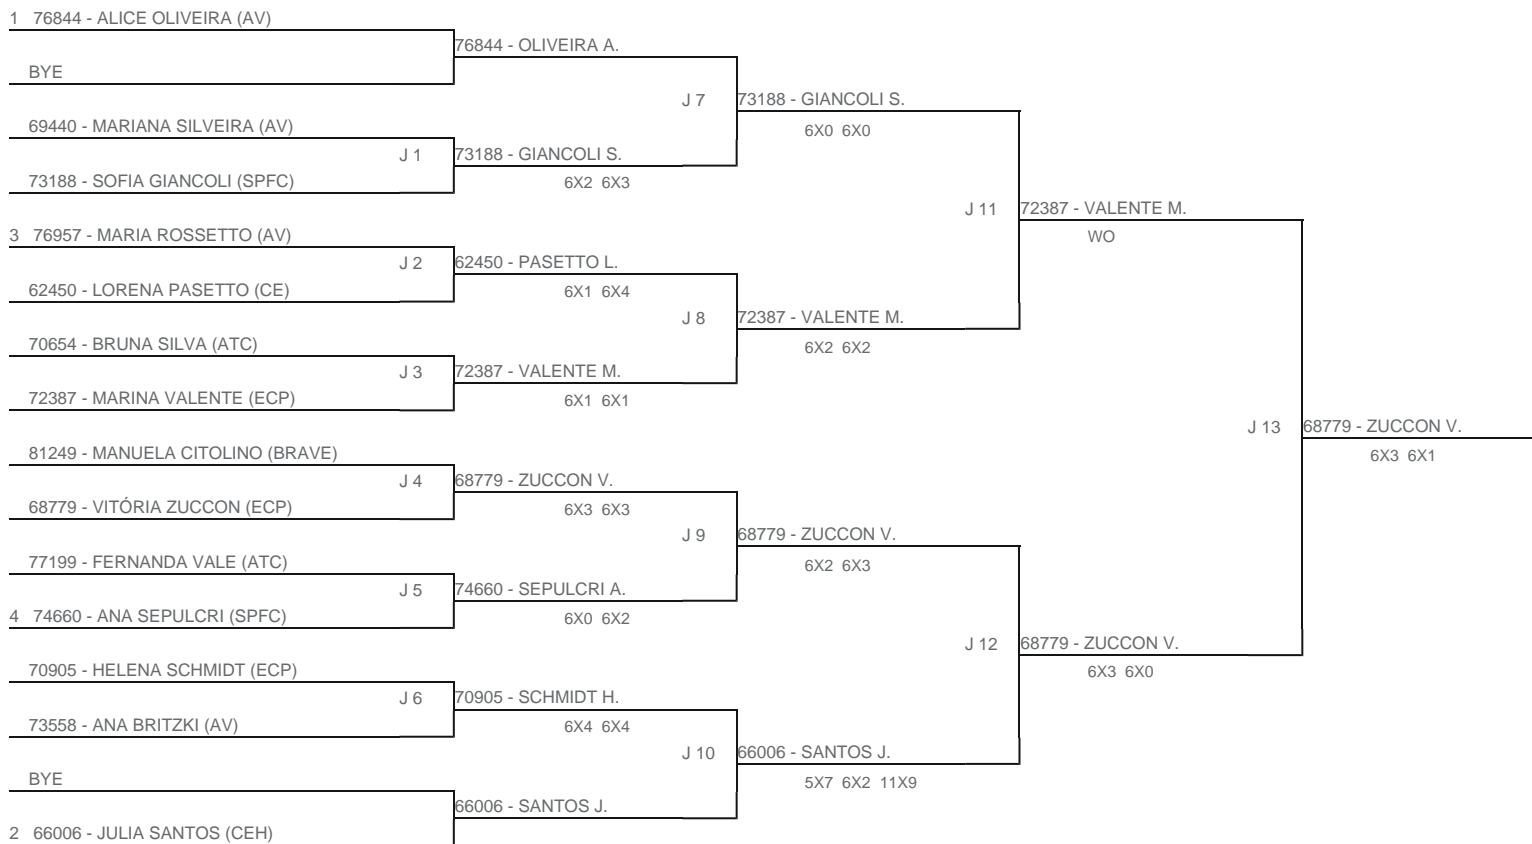 1 76844 - ALICE OLIVEIRA (AV)
76844 - OLIVEIRA A.
BYE
J 7 73188 - GIANCOLI S.
69440 - MARIANA SILVEIRA (AV)
6X0 6X0
J 1 73188 - GIANCOLI S.
73188 - SOFIA GIANCOLI (SPFC)
6X2 6X3
J 11 72387 - VALENTE M.
3 76957 - MARIA ROSSETTO (AV)
WO
J 2 62450 - PASETTO L.
62450 - LORENA PASETTO (CE)
6X1 6X4
J 8 72387 - VALENTE M.
70654 - BRUNA SILVA (ATC)
6X2 6X2
J 3 72387 - VALENTE M.
72387 - MARINA VALENTE (ECP)
6X1 6X1
J 13 68779 - ZUCCON V.
81249 - MANUELA CITOLINO (BRAVE)
6X3 6X1
J 4 68779 - ZUCCON V.
68779 - VITÓRIA ZUCCON (ECP)
6X3 6X3
J 9 68779 - ZUCCON V.
77199 - FERNANDA VALE (ATC)
6X2 6X3
J 5 74660 - SEPULCRI A.
4 74660 - ANA SEPULCRI (SPFC)
6X0 6X2
J 12 68779 - ZUCCON V.
70905 - HELENA SCHMIDT (ECP)
6X3 6X0
J 6 70905 - SCHMIDT H.
73558 - ANA BRITZKI (AV)
6X4 6X4
J 10 66006 - SANTOS J.
BYE
5X7 6X2 11X9
66006 - SANTOS J.
2 66006 - JULIA SANTOS (CEH)